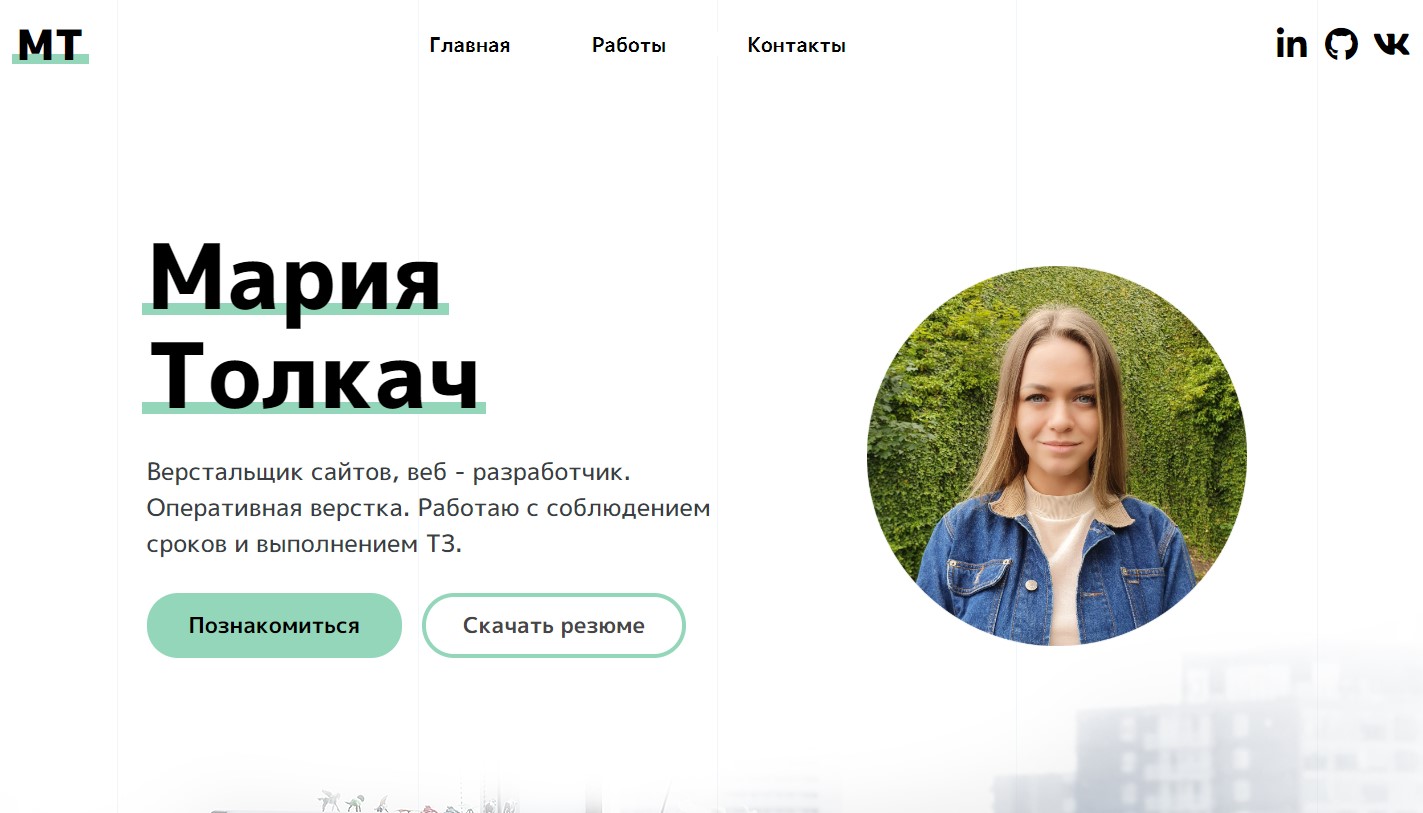 МТ
Главная
Работы
Контакты
in
Мария
Толкач
Верстальщик сайтов, веб - разработчик.
Оперативная верстка. Работаю с соблюдением
сроков и выполнением ТЗ.
Познакомиться
Скачать резюме